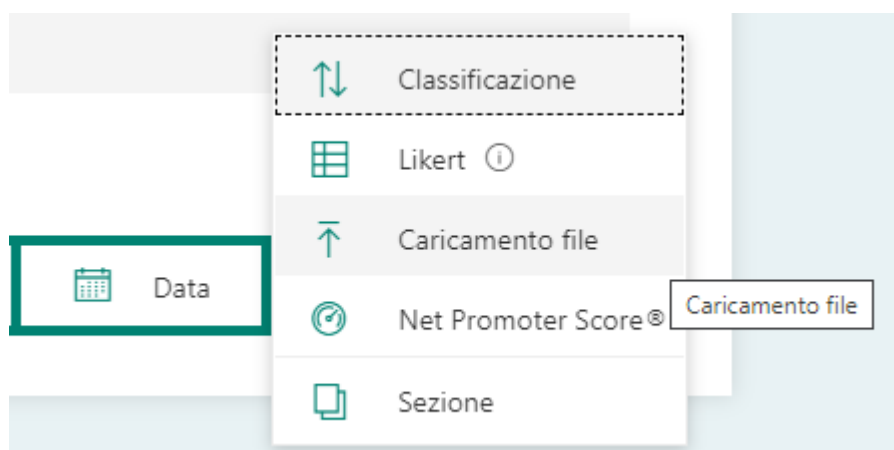 Classificazione
Likert
Caricamento file
Data
Caricamento file
Net Promoter Score®
Sezione